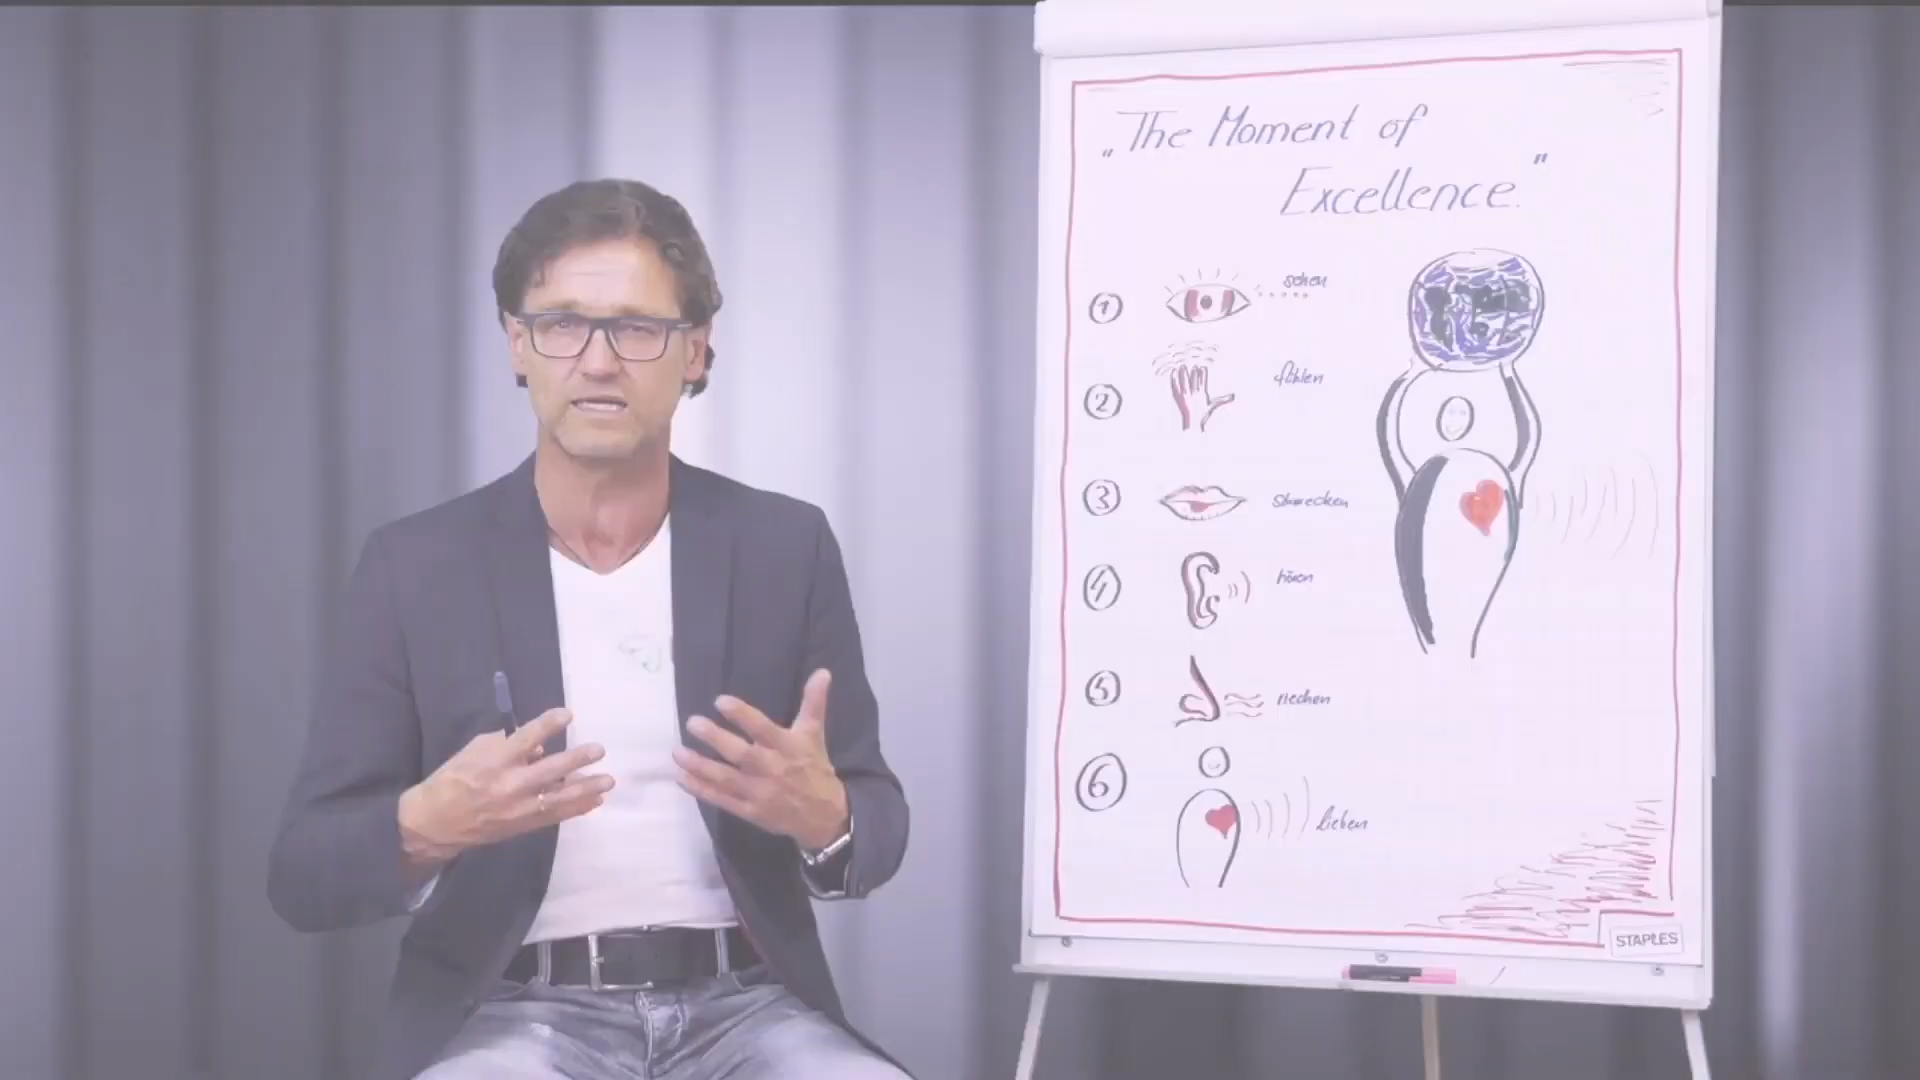 „The Moment of
Excellence."
1 sehen
2 fühlen
3 schmecken
4 hören
5 riechen
6 lieben
STAPLES